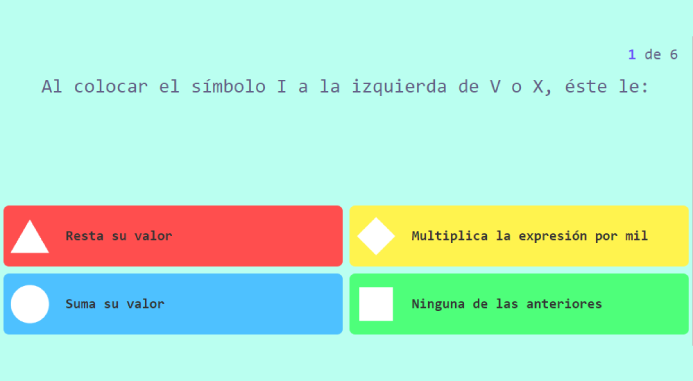 1 de 6
Al colocar el símbolo I a la izquierda de V o X, éste le:
Resta su valor
Multiplica la expresión por mil
Suma su valor
Ninguna de las anteriores